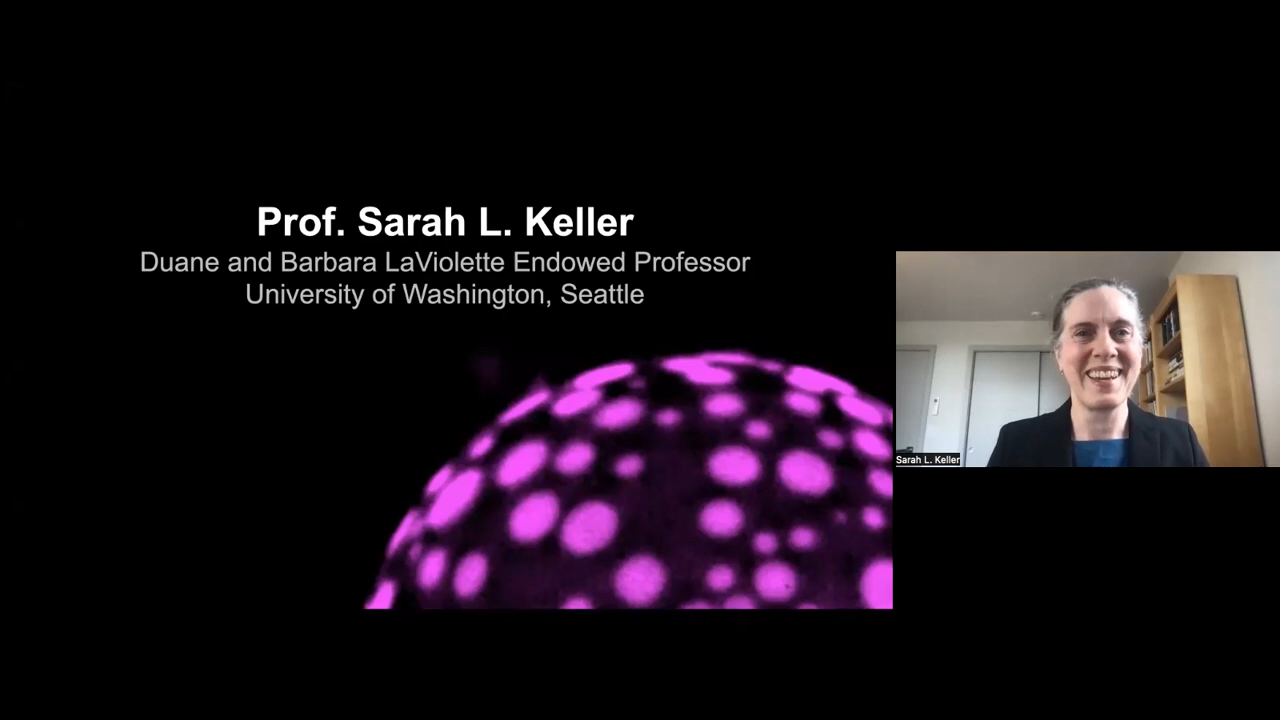 Prof. Sarah L. Keller
Duane and Barbara LaViolette Endowed Professor
University of Washington, Seattle
Sarah L. Keller